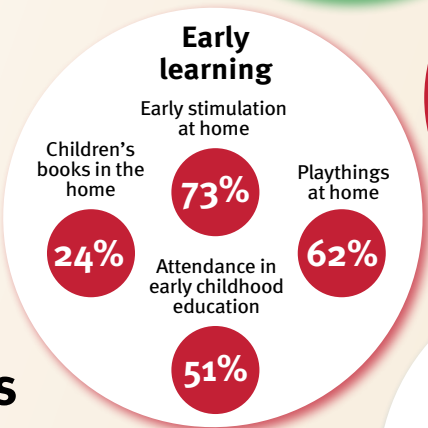 Early
learning
Early stimulation
at home
73%
Children's
books in the
home
24%
Playthings
at home
62%
Attendance in
early childhood
education
51%
s